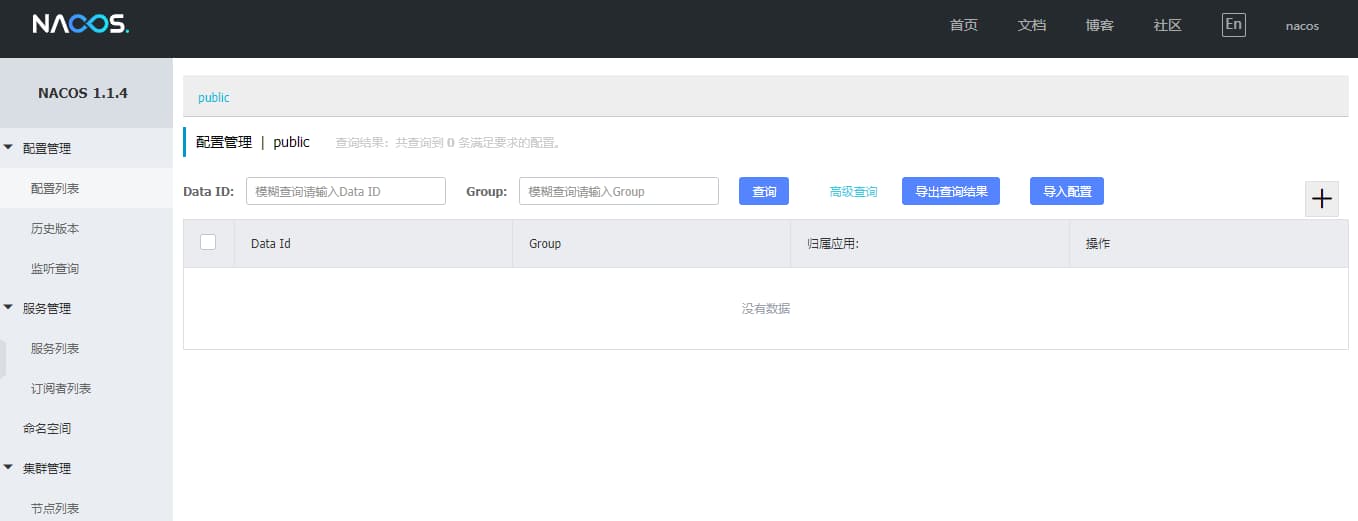 NACOS.
首页 文档 博客 社区 En nacos
NACOS 1.1.4
配置管理
配置列表
历史版本
监听查询
服务管理
服务列表
订阅者列表
命名空间
集群管理
节点列表
public
配置管理 | public 查询结果：共查询到 0 条满足要求的配置。
Data ID: 模糊查询请输入Data ID Group: 模糊查询请输入Group 查询 高级查询 导出查询结果 导入配置 +
Data Id Group 归属应用: 操作
没有数据